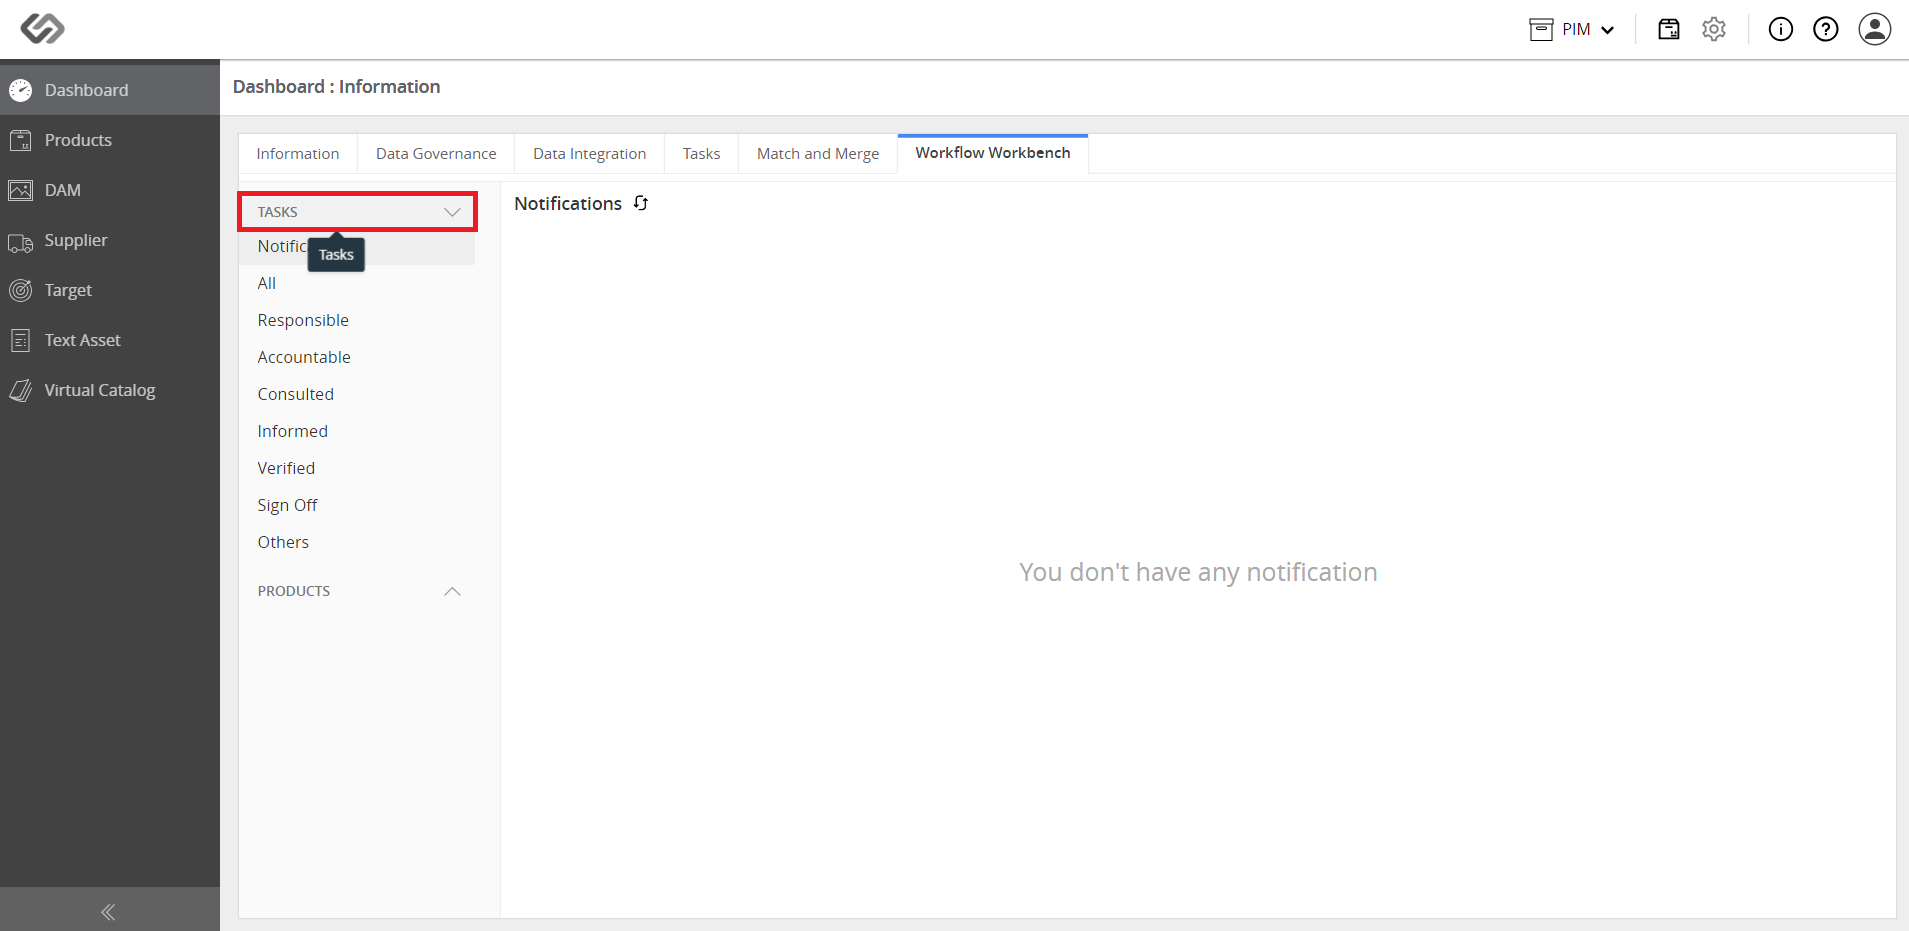 PIM
Dashboard
Products
DAM
Supplier
Target
Text Asset
Virtual Catalog
Dashboard : Information
Information
Data Governance
Data Integration
Tasks
Match and Merge
Workflow Workbench
TASKS
Tasks
All
Responsible
Accountable
Consulted
Informed
Verified
Sign Off
Others
PRODUCTS
Notifications
You don't have any notification